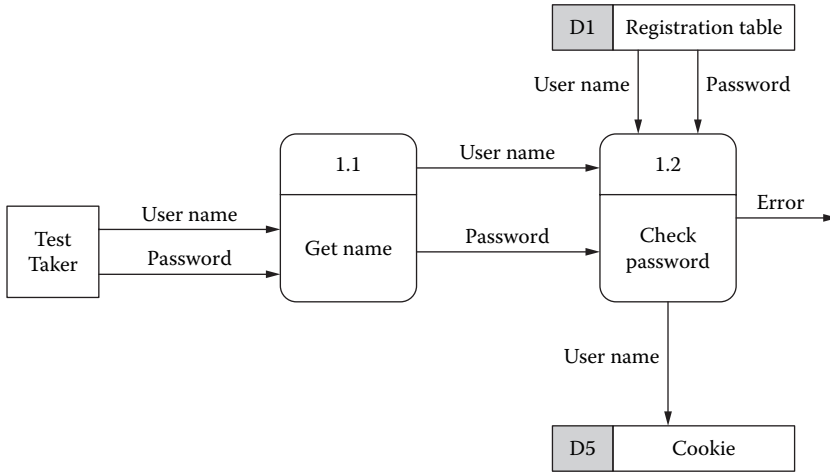 D1 Registration table
User name
Password
1.1
User name
1.2
User name
Password
Test
Taker
Get name
Password
Check
password
Error
User name
D5 Cookie